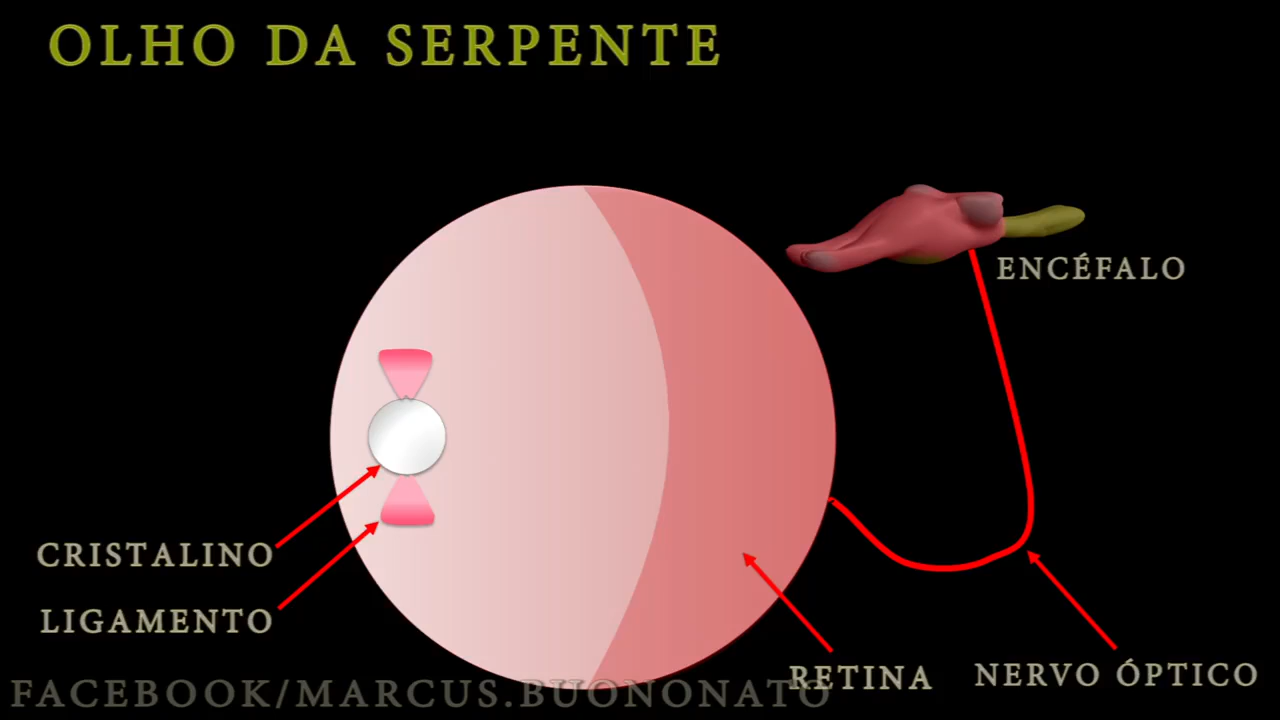 OLHO DA SERPENTE
ENCÉFALO
CRISTALINO
LIGAMENTO
RETINA
NERVO ÓPTICO
FACEBOOK/MARCUS.BUONONATO